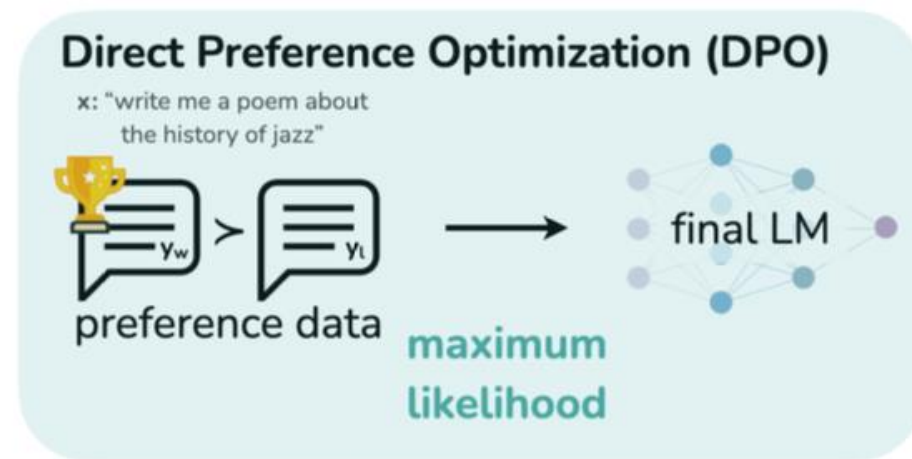 Direct Preference Optimization (DPO)
x: “write me a poem about
the history of jazz”
yw
≻
yl
preference data
maximum
likelihood
final LM